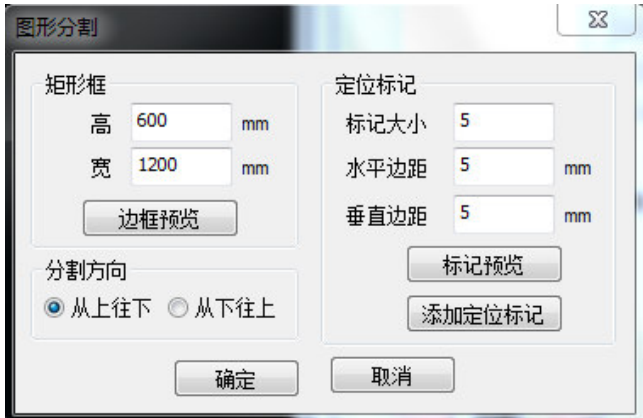 图形分割
矩形框
高 600 mm
宽 1200 mm
边框预览
分割方向
从上往下 从下往上
定位标记
标记大小 5
水平边距 5 mm
垂直边距 5 mm
标记预览
添加定位标记
确定 取消